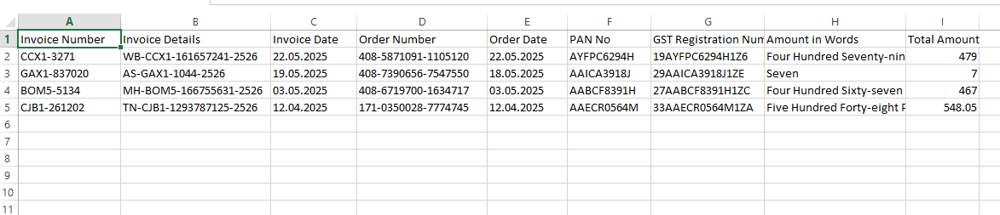 A B C D E F G H I
1 Invoice Number Invoice Details Invoice Date Order Number Order Date PAN No GST Registration Num Amount in Words Total Amount
2 CCX1-3271 WB-CCX1-161657241-2526 22.05.2025 408-5871091-1105120 22.05.2025 AYFPC6294H 19AYFPC6294H1Z6 Four Hundred Seventy-nin 479
3 GAX1-837020 AS-GAX1-1044-2526 19.05.2025 408-7390656-7547550 18.05.2025 AAICA3918J 29AAICA3918J1ZE Seven 7
4 BOM5-5134 MH-BOM5-166755631-2526 03.05.2025 408-6719700-1634717 03.05.2025 AABCF8391H 27AABCF8391H1ZC Four Hundred Sixty-seven 467
5 CJB1-261202 TN-CJB1-1293787125-2526 12.04.2025 171-0350028-7774745 12.04.2025 AAECR0564M 33AAECR0564M1ZA Five Hundred Forty-eight P 548.05
6
7
8
9
10
11